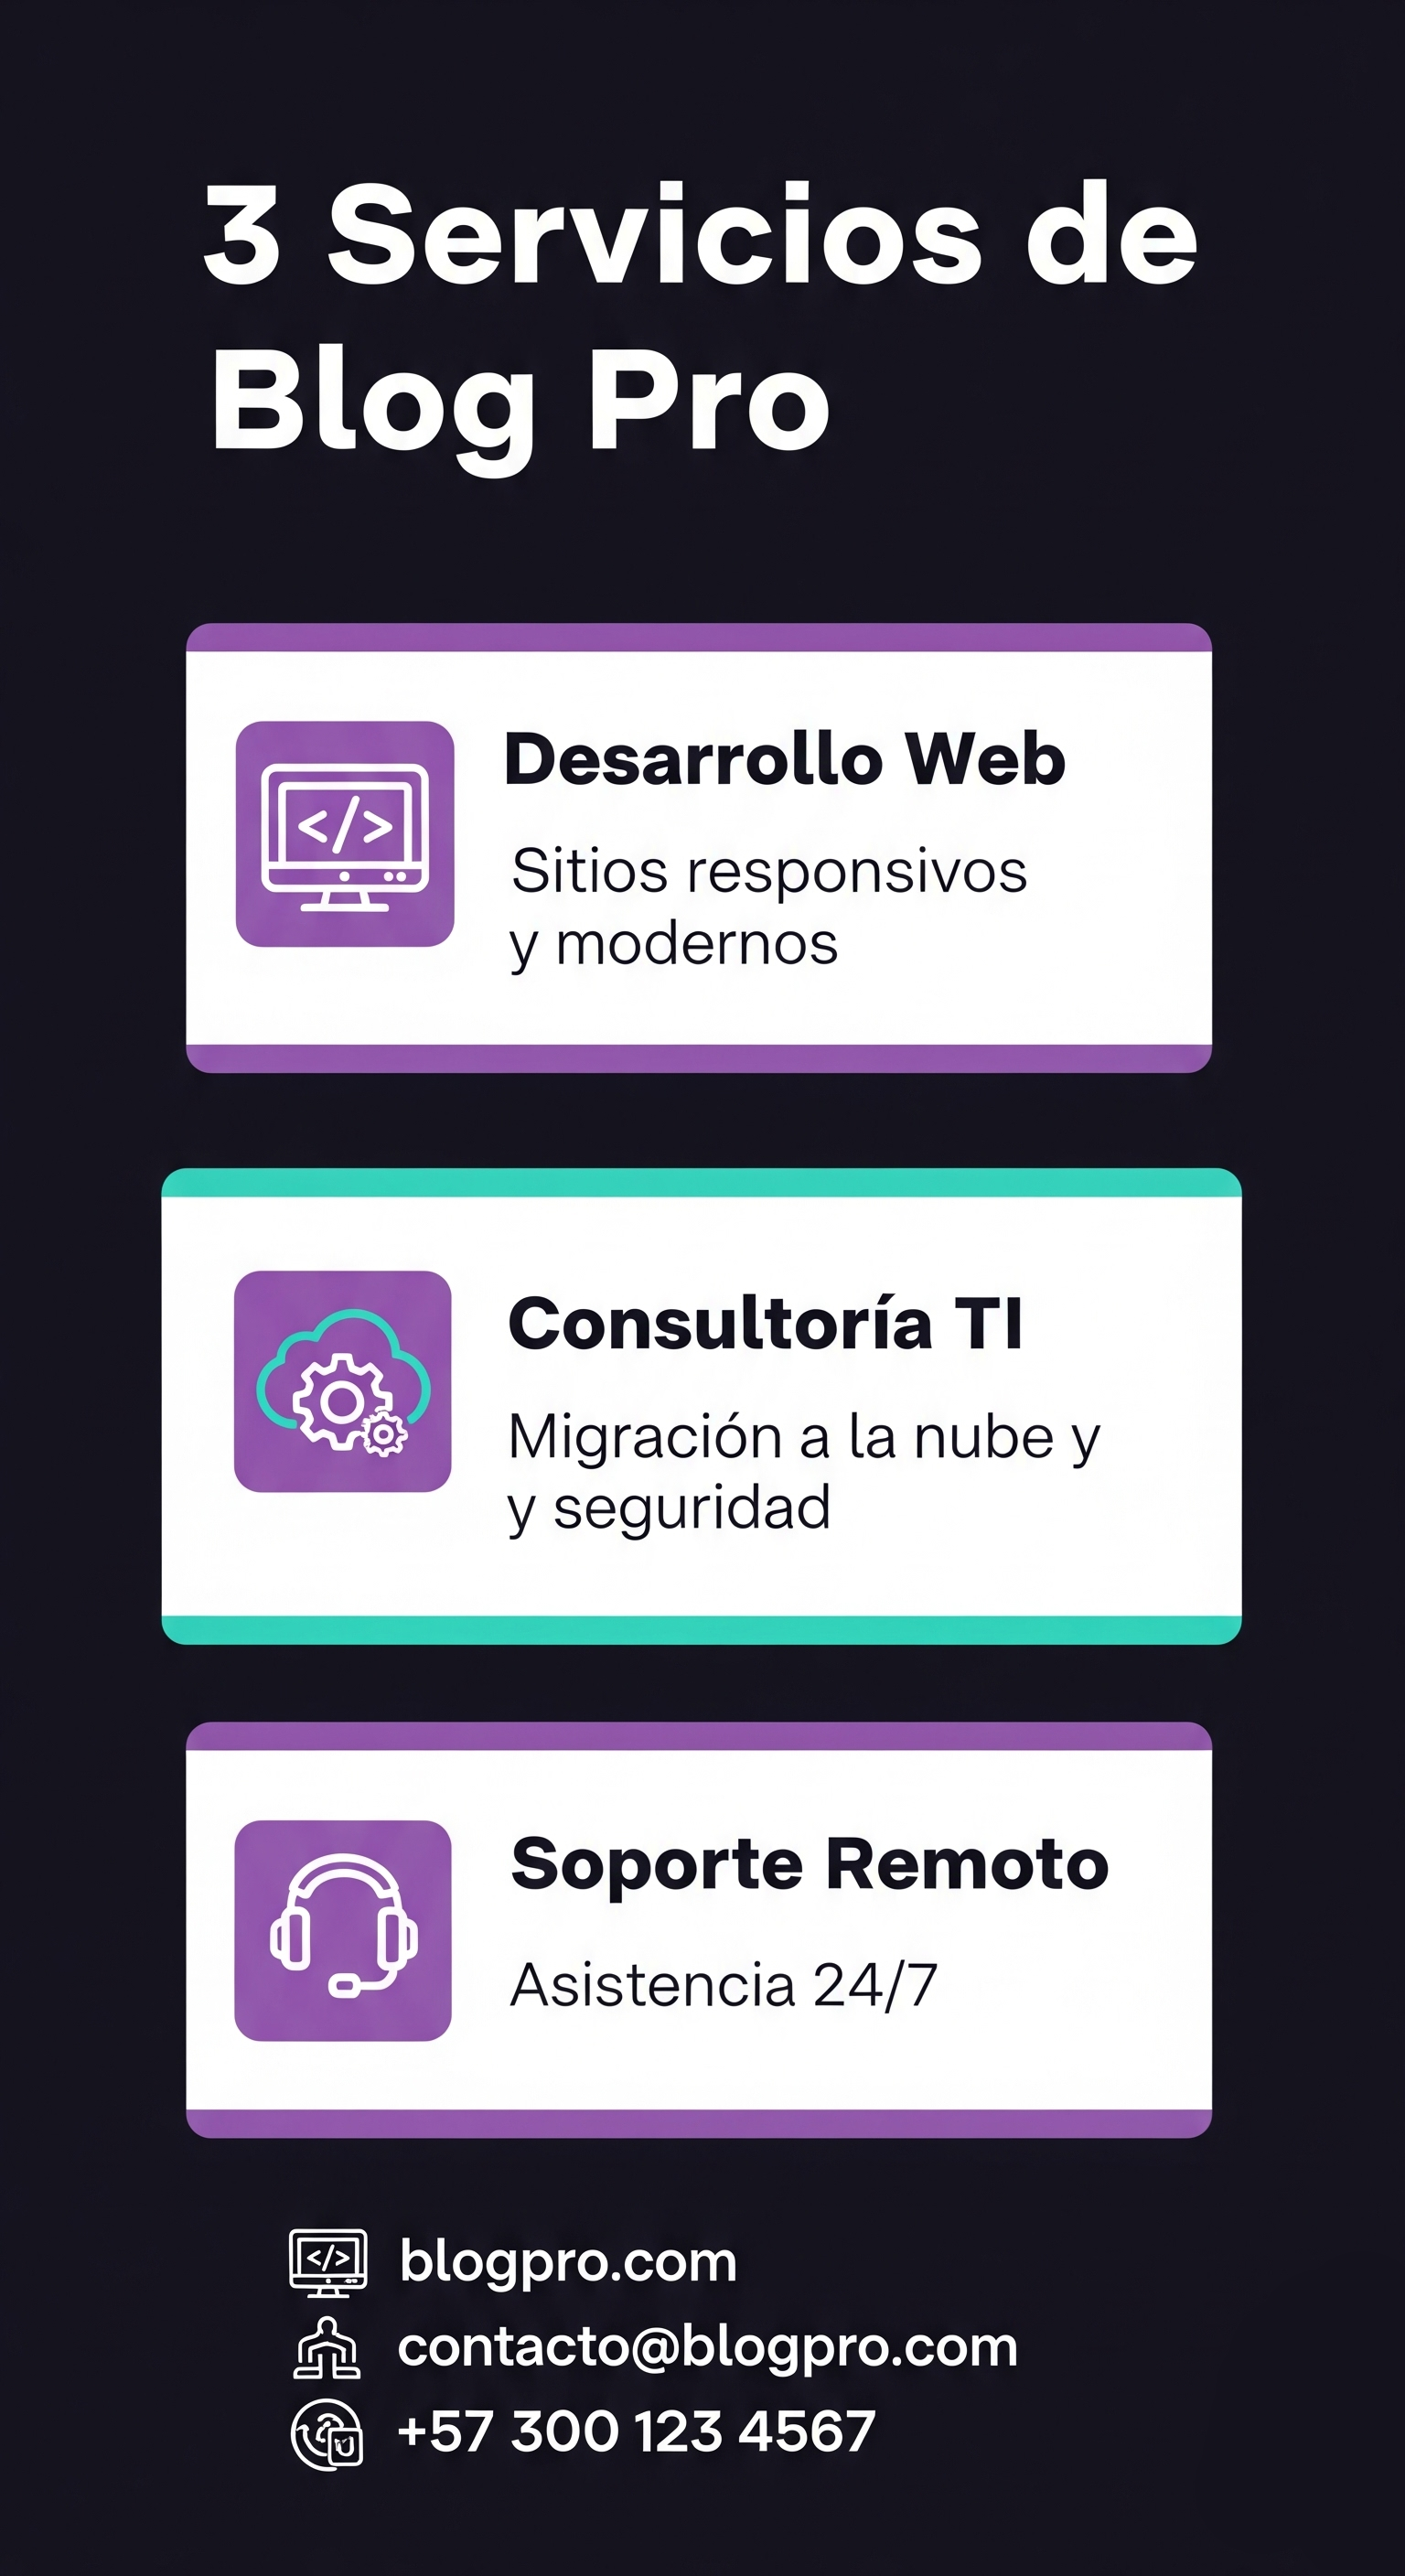 3 Servicios de
Blog Pro
</>
Desarrollo Web
Sitios responsivos
y modernos
Consultoría TI
Migración a la nube y
y seguridad
Soporte Remoto
Asistencia 24/7
</> blogpro.com
contacto@blogpro.com
+57 300 123 4567